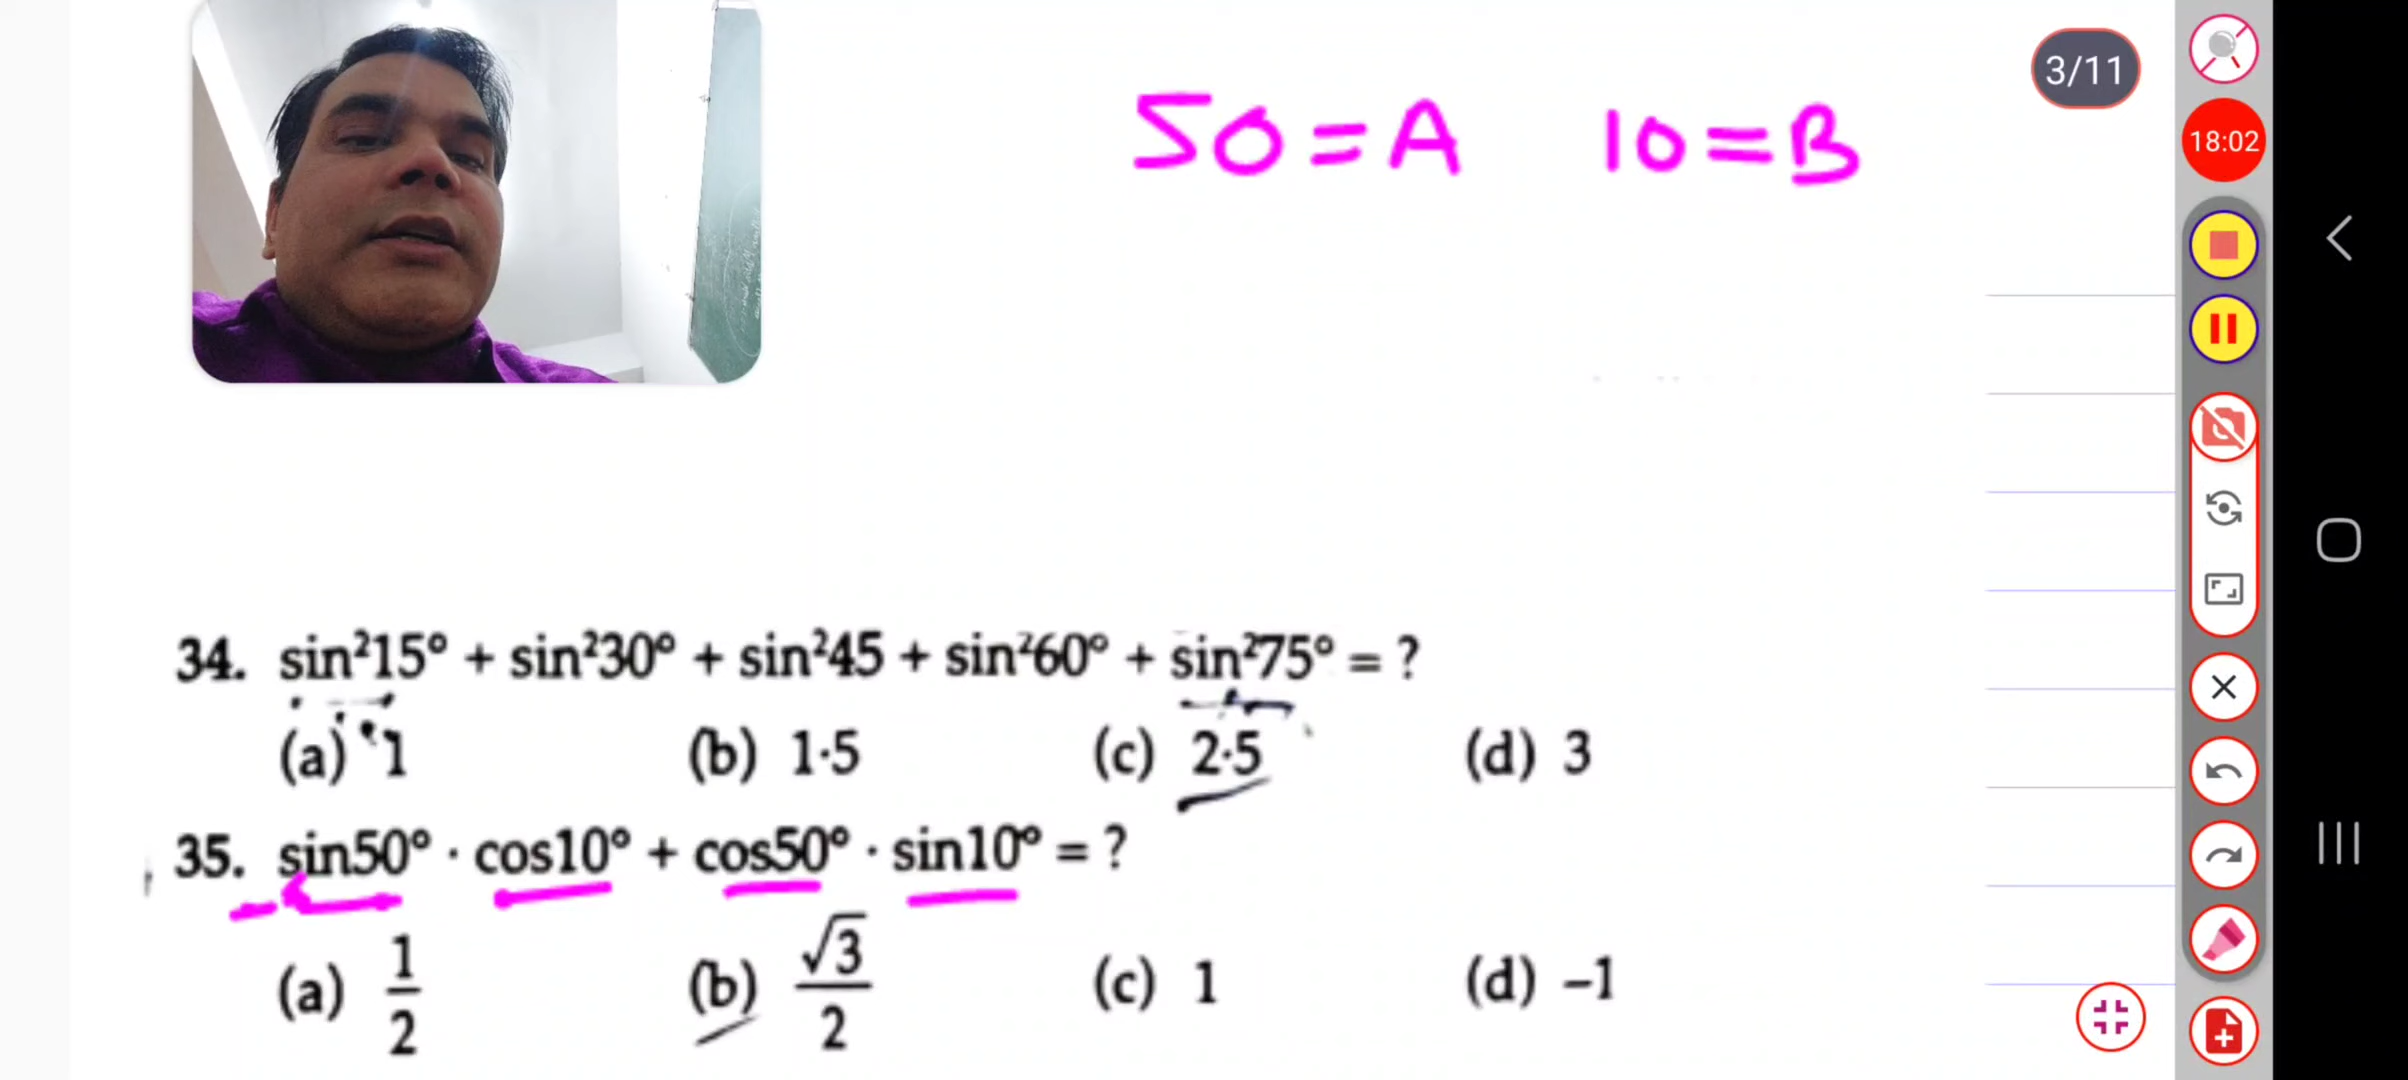 3/11
50 = A 10 = B
18:02
34. sin²15° + sin²30° + sin²45 + sin²60° + sin²75° = ?
(a) 1 (b) 1·5 (c) 2·5 (d) 3
35. sin50° · cos10° + cos50° · sin10° = ?
(a) 1/2 (b) √3/2 (c) 1 (d) –1